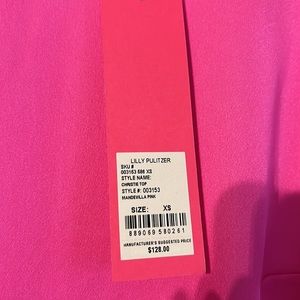 LILLY PULITZER
SKU #
003153 686 XS
STYLE NAME:
CHRISTIE TOP
STYLE #: 003153
MANDEVILLA PINK
SIZE: XS
889069 580261
MANUFACTURER'S SUGGESTED PRICE
$128.00